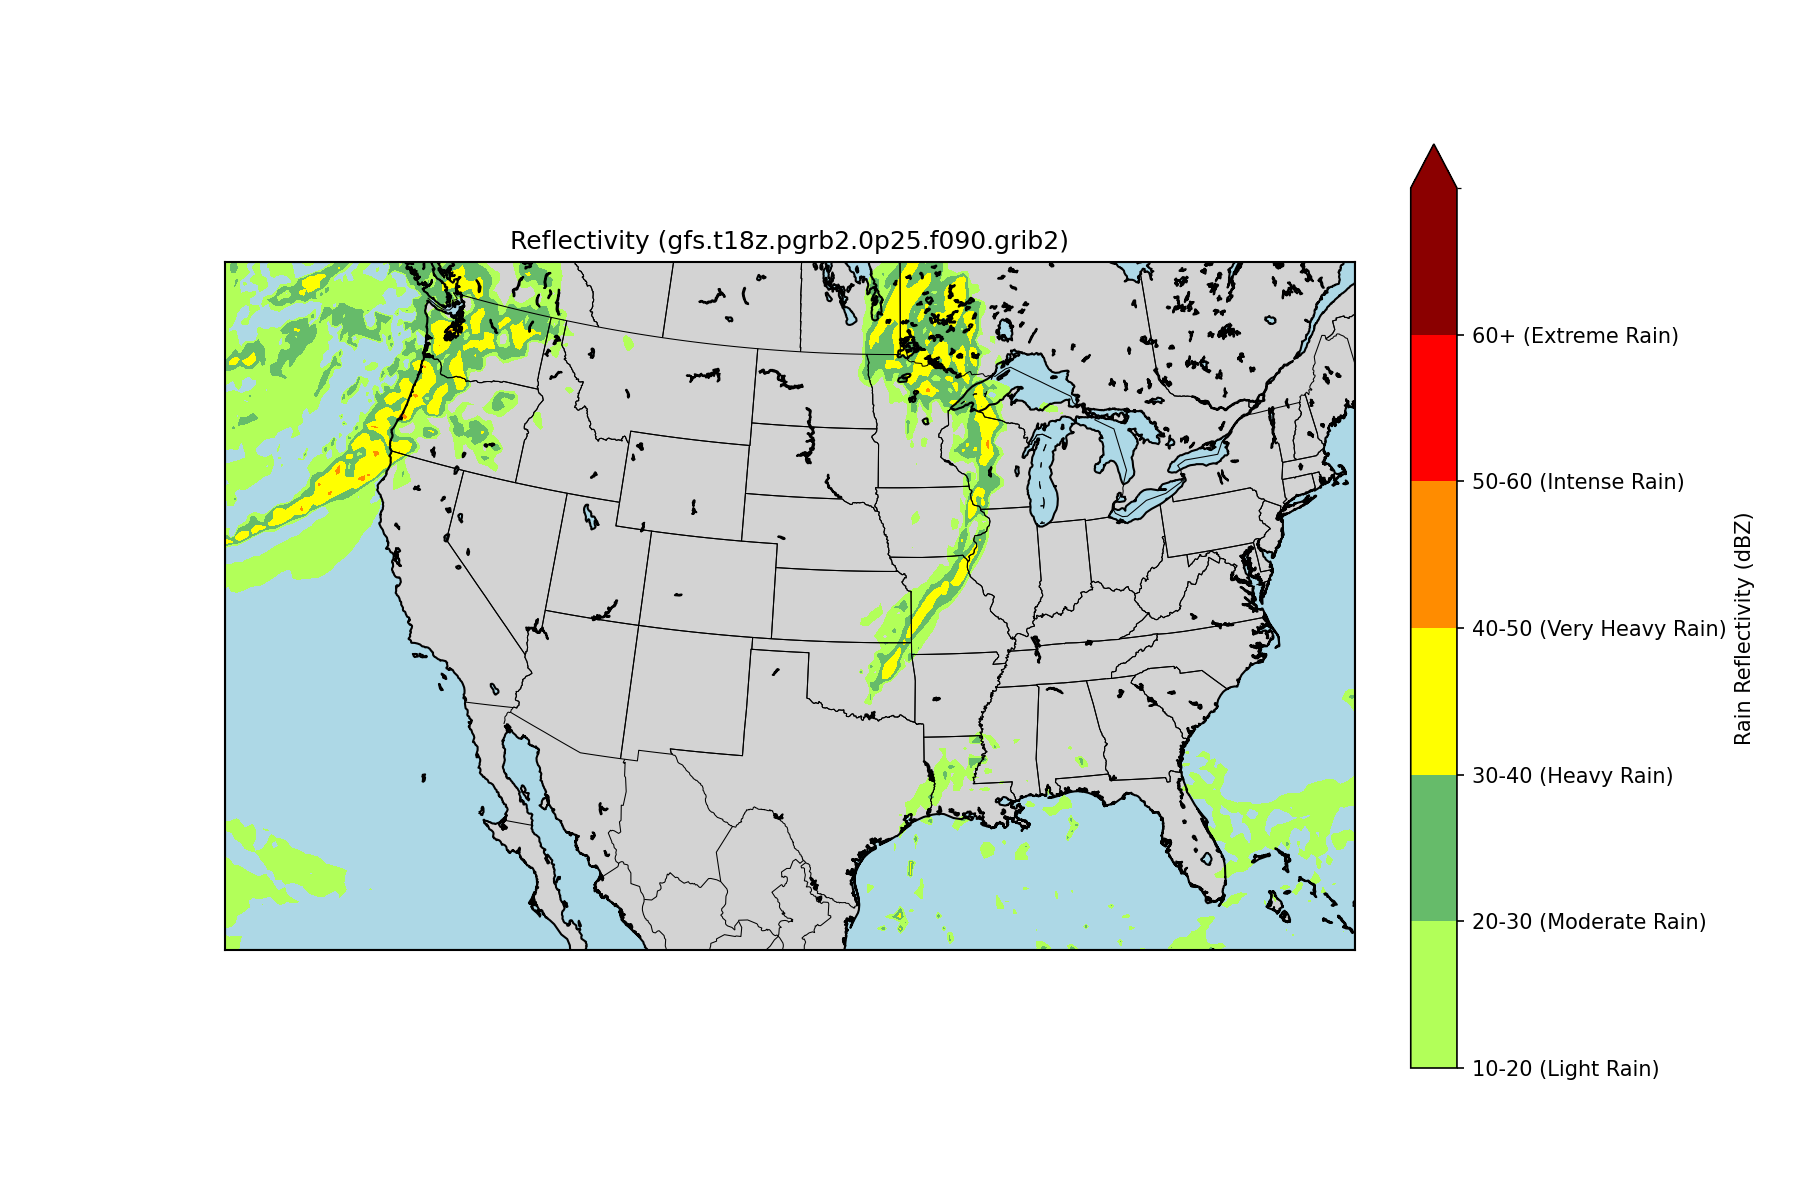 Reflectivity (gfs.t18z.pgrb2.0p25.f090.grib2)
60+ (Extreme Rain)
50-60 (Intense Rain)
40-50 (Very Heavy Rain)
30-40 (Heavy Rain)
20-30 (Moderate Rain)
10-20 (Light Rain)
Rain Reflectivity (dBZ)